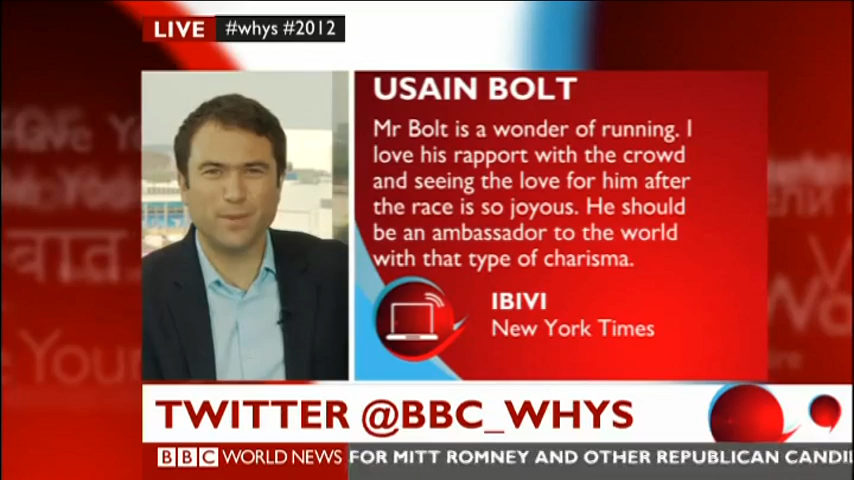 LIVE #whys #2012
USAIN BOLT
Mr Bolt is a wonder of running. I
love his rapport with the crowd
and seeing the love for him after
the race is so joyous. He should
be an ambassador to the world
with that type of charisma.
IBIVI
New York Times
TWITTER @BBC_WHYS
BBC WORLD NEWS FOR MITT ROMNEY AND OTHER REPUBLICAN CANDI
Have Yo
वात
Your